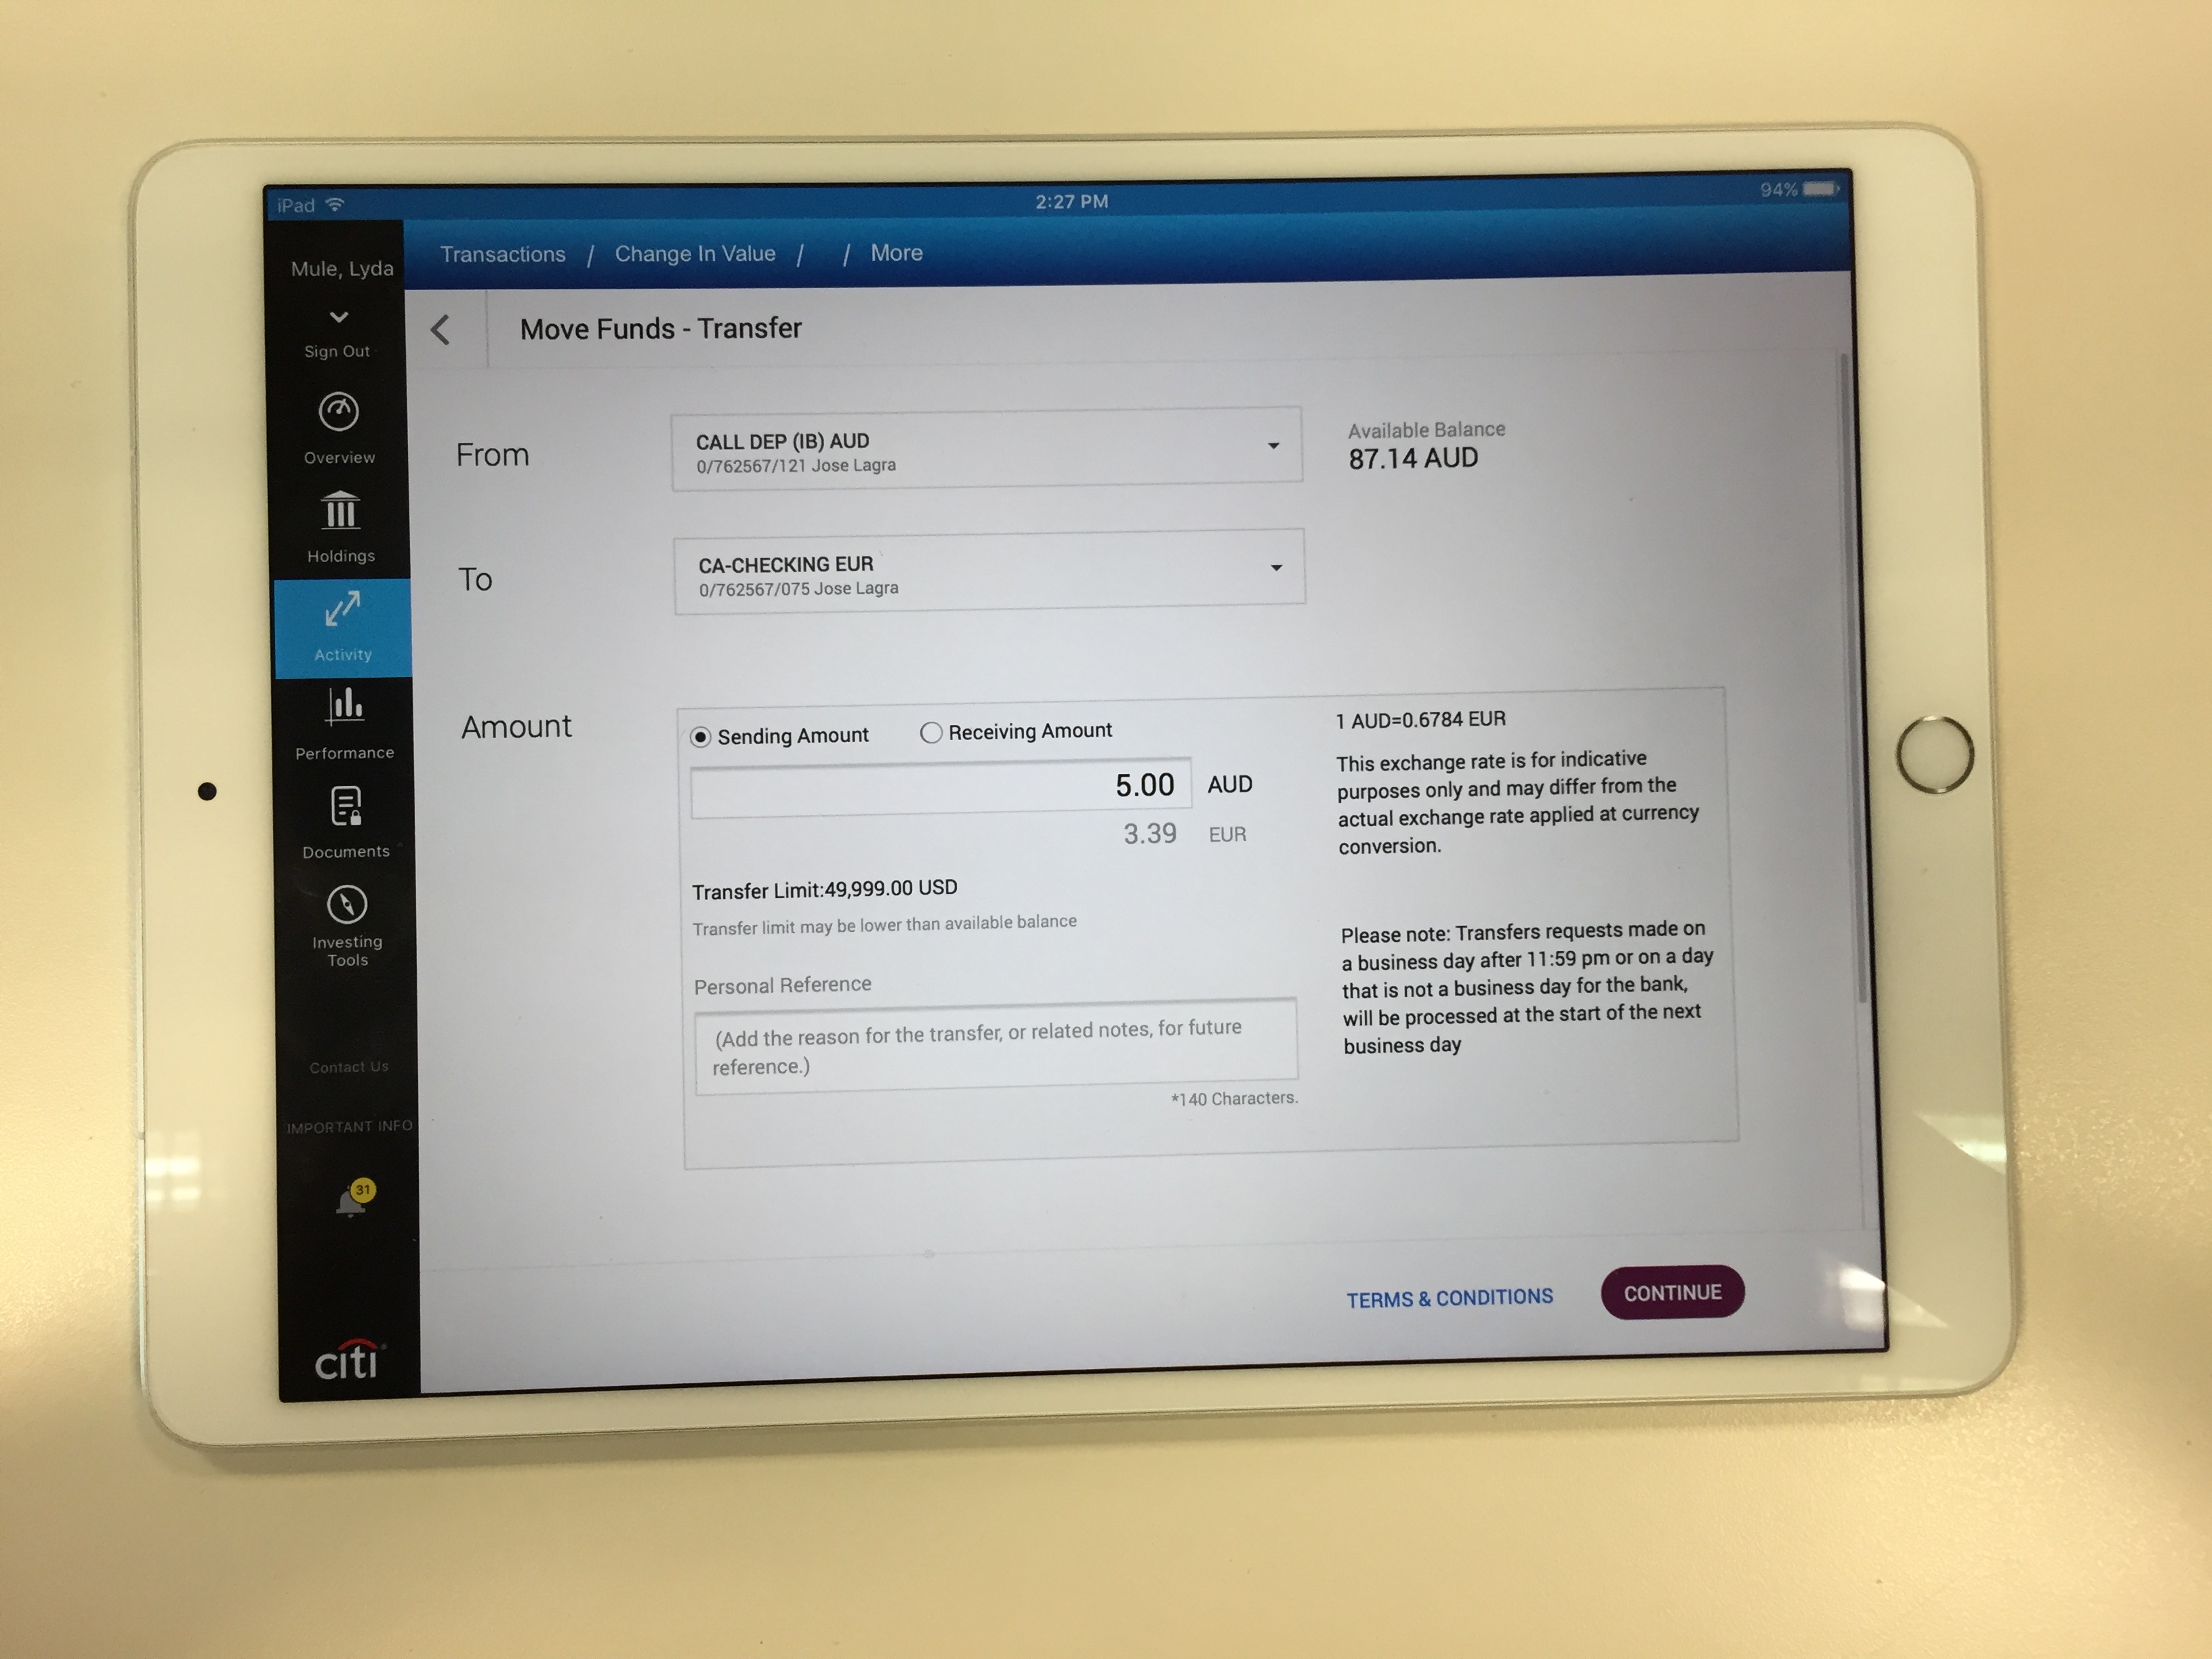 iPad 2:27 PM 94%
Mule, Lyda
Sign Out
Overview
Holdings
Activity
Performance
Documents
Investing
Tools
Contact Us
IMPORTANT INFO
31
citi
Transactions / Change In Value / / More
Move Funds - Transfer
From
CALL DEP (IB) AUD
0/762567/121 Jose Lagra
Available Balance
87.14 AUD
To
CA-CHECKING EUR
0/762567/075 Jose Lagra
Amount
Sending Amount Receiving Amount
5.00 AUD
3.39 EUR
Transfer Limit:49,999.00 USD
Transfer limit may be lower than available balance
Personal Reference
(Add the reason for the transfer, or related notes, for future
reference.)
*140 Characters.
1 AUD=0.6784 EUR
This exchange rate is for indicative
purposes only and may differ from the
actual exchange rate applied at currency
conversion.
Please note: Transfers requests made on
a business day after 11:59 pm or on a day
that is not a business day for the bank,
will be processed at the start of the next
business day
TERMS & CONDITIONS
CONTINUE